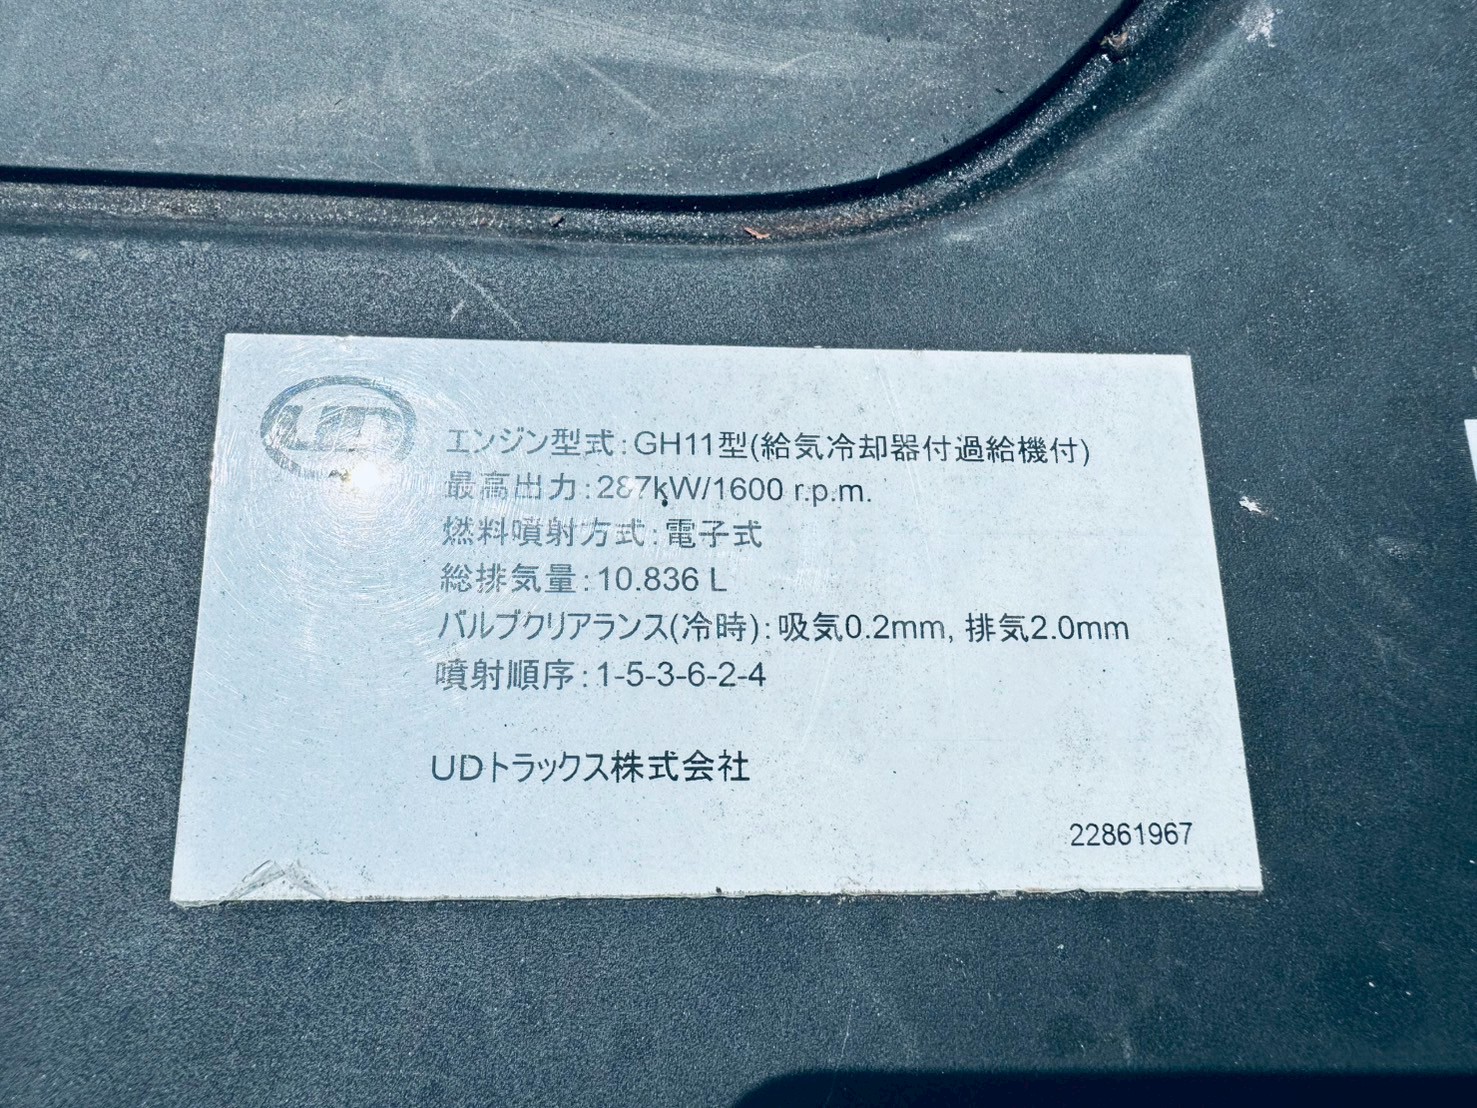 UD
エンジン型式:GH11型(給気冷却器付過給機付)
最高出力:287kW/1600 r.p.m.
燃料噴射方式:電子式
総排気量:10.836 L
バルブクリアランス(冷時):吸気0.2mm, 排気2.0mm
噴射順序:1-5-3-6-2-4
UDトラックス株式会社
22861967